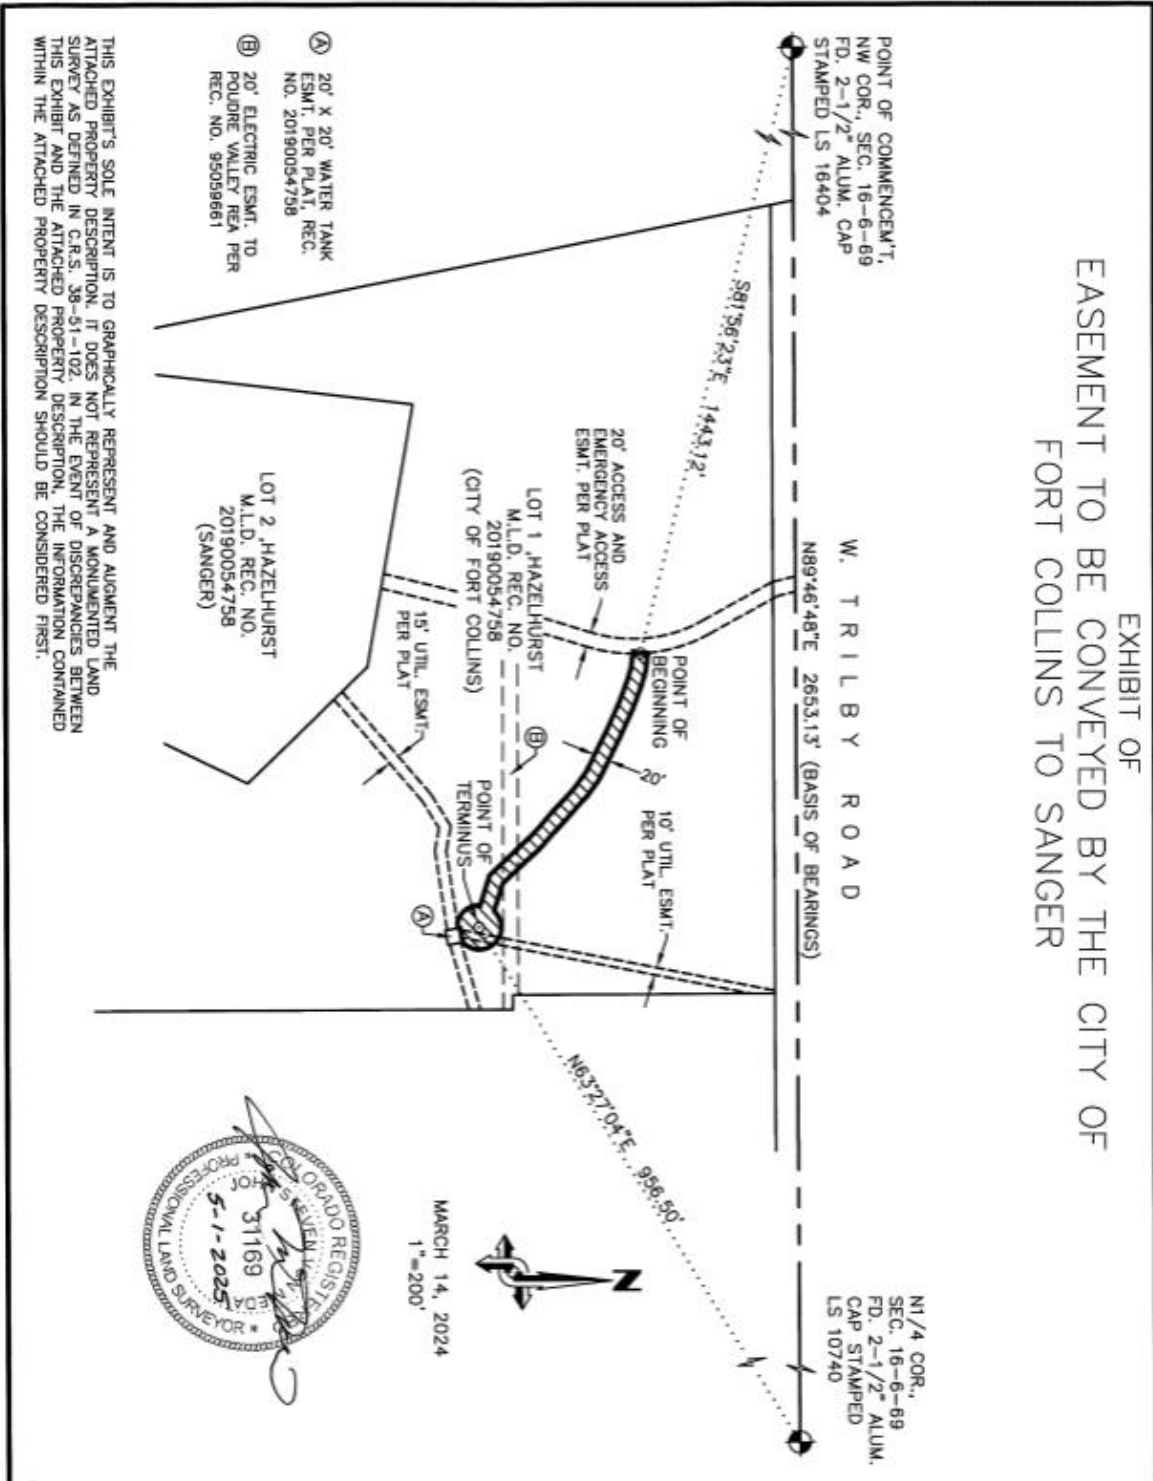 EXHIBIT OF
EASEMENT TO BE CONVEYED BY THE CITY OF
FORT COLLINS TO SANGER
POINT OF COMMENCEM'T,
NW COR., SEC. 16-6-69
FD. 2-1/2" ALUM. CAP
STAMPED LS 16404
W. TRILBY ROAD
N89°46'48"E 2653.13' (BASIS OF BEARINGS)
N1/4 COR.,
SEC. 16-6-69
FD. 2-1/2" ALUM.
CAP STAMPED
LS 10740
S81°56'23"E 1443.12'
20' ACCESS AND
EMERGENCY ACCESS
ESMT. PER PLAT
POINT OF
BEGINNING
20'
10' UTIL. ESMT.
PER PLAT
LOT 1 ,HAZELHURST
M.L.D. REC. NO.
20190054758
(CITY OF FORT COLLINS)
B
POINT OF
TERMINUS
15' UTIL. ESMT.
PER PLAT
A
N63°27'04"E 956.50'
LOT 2 ,HAZELHURST
M.L.D. REC. NO.
20190054758
(SANGER)
A 20' X 20' WATER TANK
ESMT. PER PLAT, REC.
NO. 20190054758
B 20' ELECTRIC ESMT. TO
POUDRE VALLEY REA PER
REC. NO. 95059661
N
MARCH 14, 2024
1"=200'
COLORADO REGISTE
JOHN STEVEN
31169
5-1-2025
PROFESSIONAL LAND SURVEYOR
THIS EXHIBIT'S SOLE INTENT IS TO GRAPHICALLY REPRESENT AND AUGMENT THE
ATTACHED PROPERTY DESCRIPTION. IT DOES NOT REPRESENT A MONUMENTED LAND
SURVEY AS DEFINED IN C.R.S. 38-51-102. IN THE EVENT OF DISCREPANCIES BETWEEN
THIS EXHIBIT AND THE ATTACHED PROPERTY DESCRIPTION, THE INFORMATION CONTAINED
WITHIN THE ATTACHED PROPERTY DESCRIPTION SHOULD BE CONSIDERED FIRST.